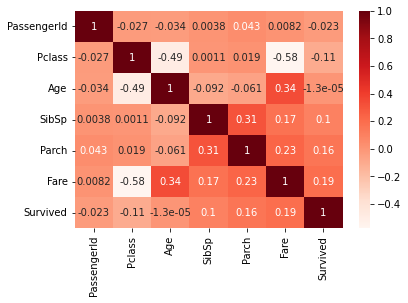 PassengerId 1 -0.027 -0.034 0.0038 0.043 0.0082 -0.023
Pclass -0.027 1 -0.49 0.0011 0.019 -0.58 -0.11
Age -0.034 -0.49 1 -0.092 -0.061 0.34 -1.3e-05
SibSp 0.0038 0.0011 -0.092 1 0.31 0.17 0.1
Parch 0.043 0.019 -0.061 0.31 1 0.23 0.16
Fare 0.0082 -0.58 0.34 0.17 0.23 1 0.19
Survived -0.023 -0.11 -1.3e-05 0.1 0.16 0.19 1
PassengerId Pclass Age SibSp Parch Fare Survived
1.0
0.8
0.6
0.4
0.2
0.0
-0.2
-0.4